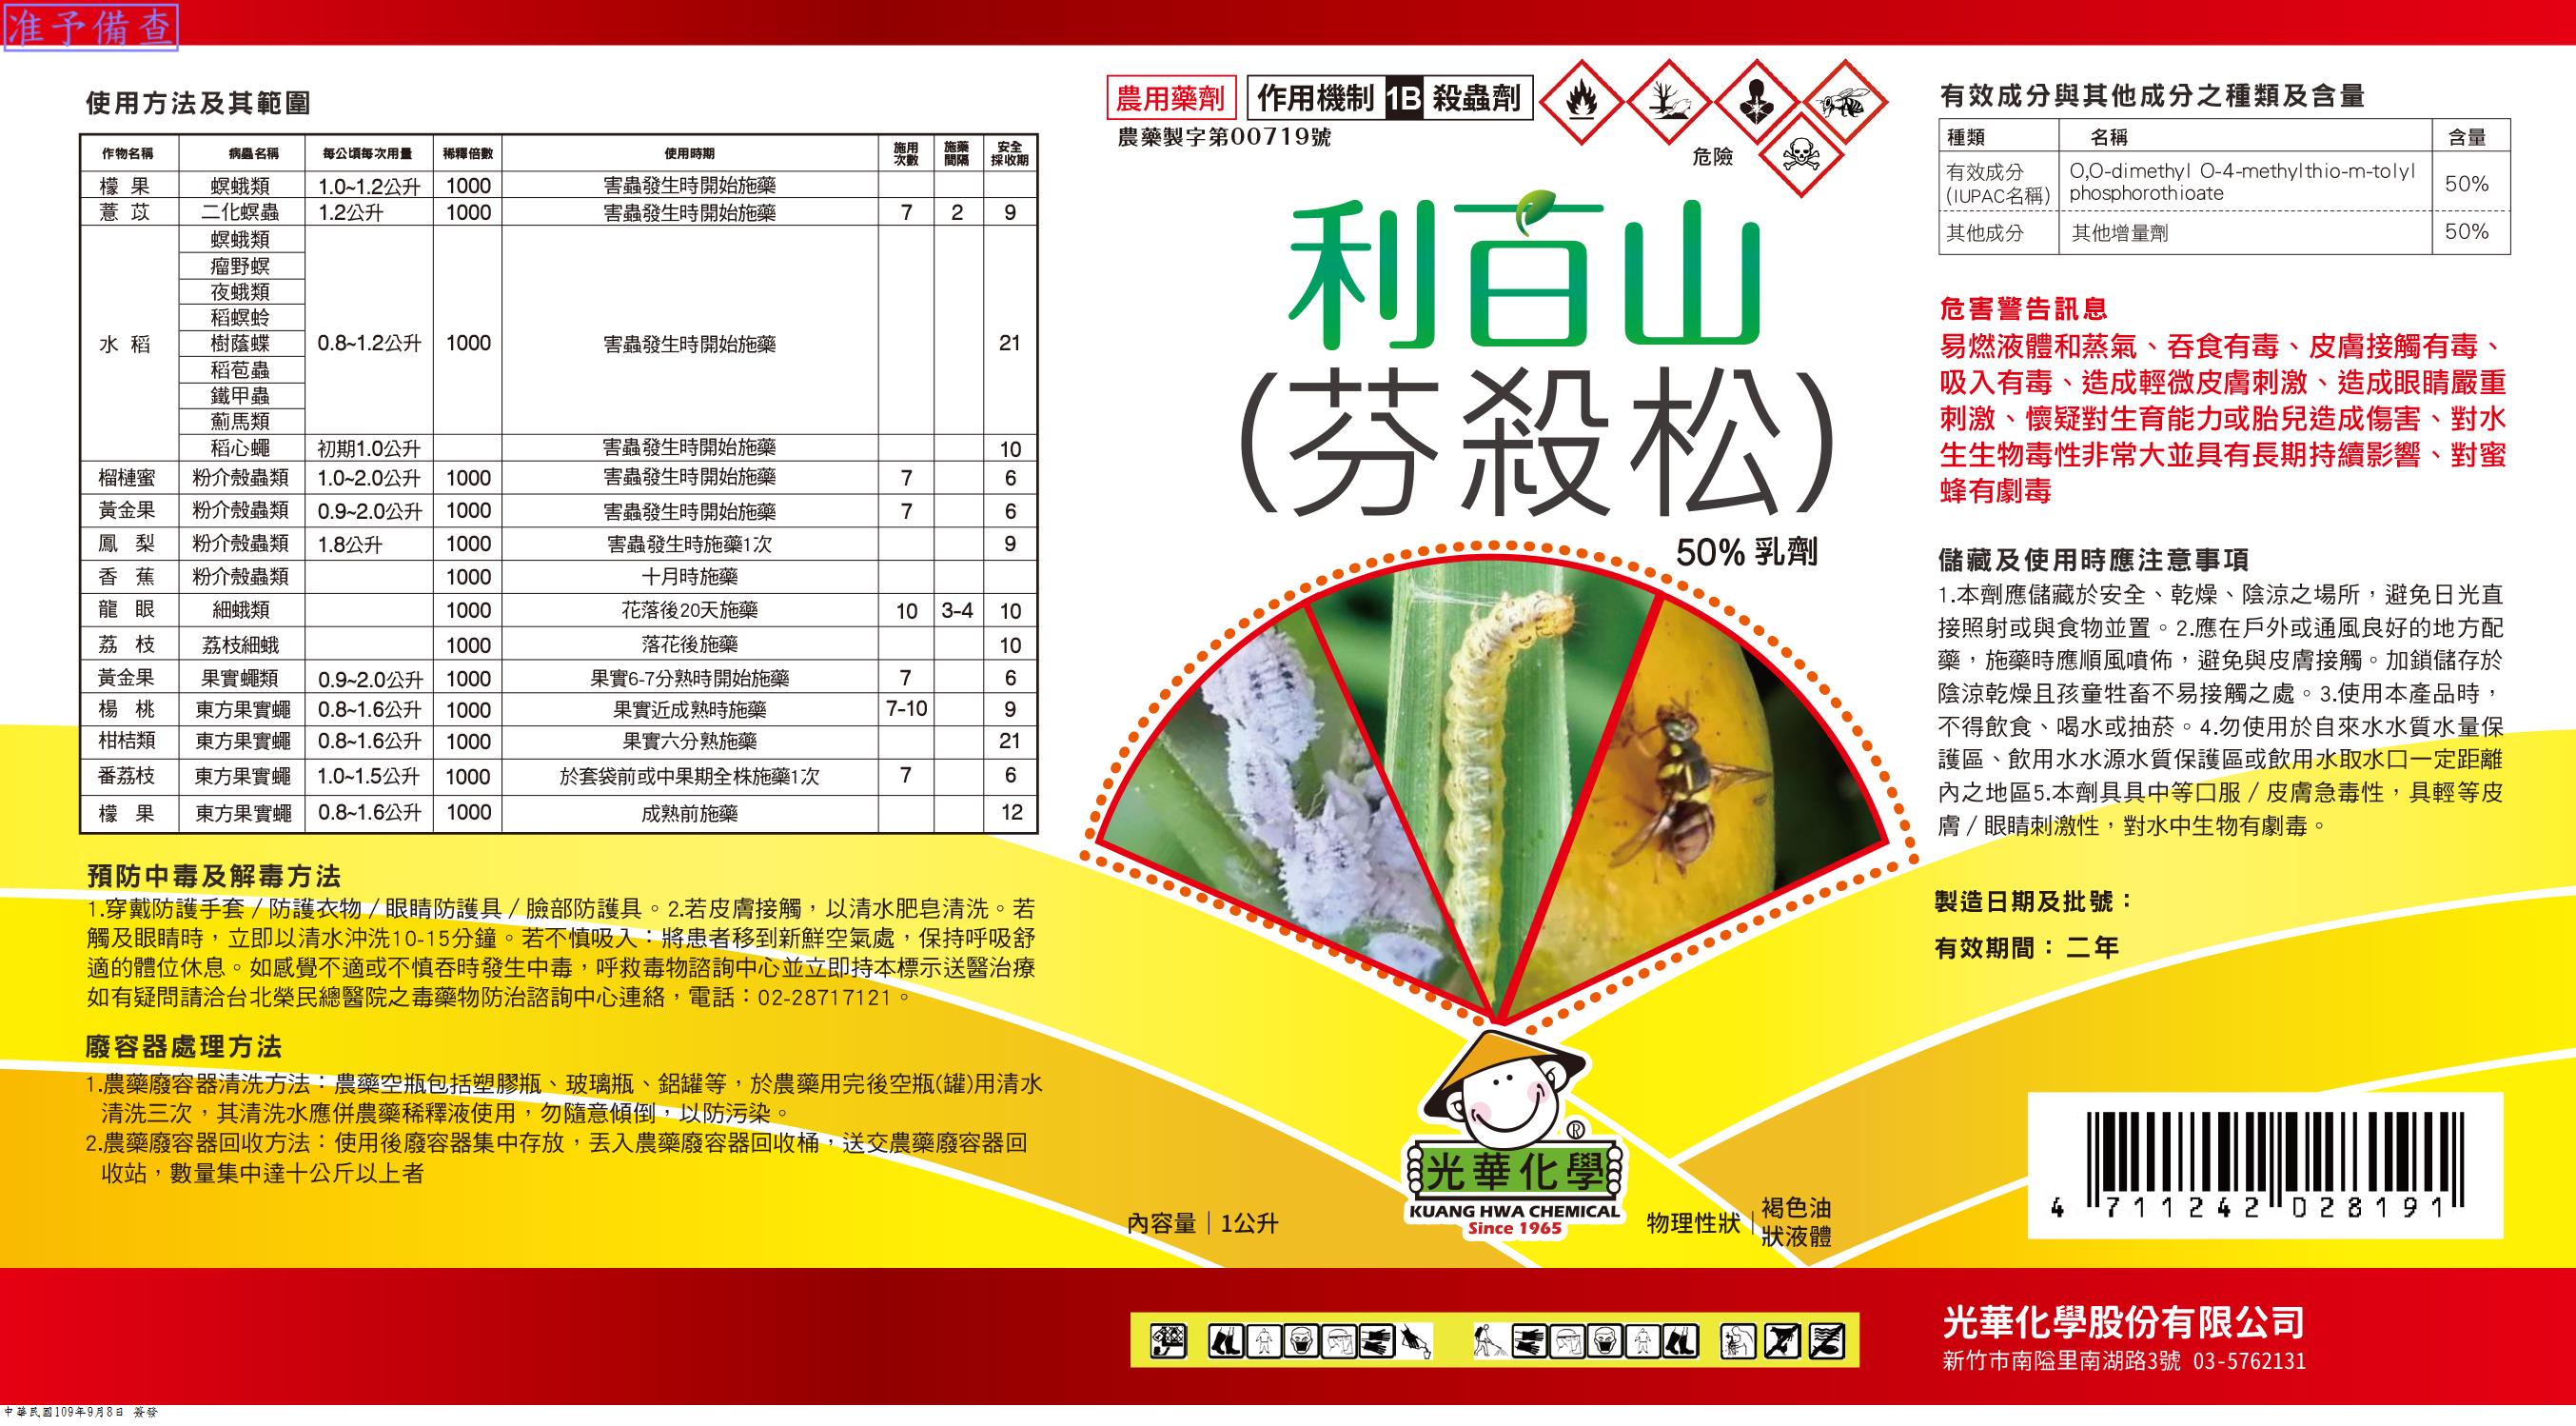 准予備查
使用方法及其範圍
作物名稱 病蟲名稱 每公頃每次用量 稀釋倍數 使用時期 施用次數 施藥間隔 安全採收期
檬果 螟蛾類 1.0~1.2公升 1000 害蟲發生時開始施藥
薏苡 二化螟蟲 1.2公升 1000 害蟲發生時開始施藥 7 2 9
螟蛾類
瘤野螟
夜蛾類
稻螟蛉
水稻 樹蔭蝶 0.8~1.2公升 1000 害蟲發生時開始施藥 21
稻苞蟲
鐵甲蟲
薊馬類
稻心蠅 初期1.0公升 害蟲發生時開始施藥 10
榴槤蜜 粉介殼蟲類 1.0~2.0公升 1000 害蟲發生時開始施藥 7 6
黃金果 粉介殼蟲類 0.9~2.0公升 1000 害蟲發生時開始施藥 7 6
鳳梨 粉介殼蟲類 1.8公升 1000 害蟲發生時施藥1次 9
香蕉 粉介殼蟲類 1000 十月時施藥
龍眼 細蛾類 1000 花落後20天施藥 10 3-4 10
荔枝 荔枝細蛾 1000 落花後施藥 10
黃金果 果實蠅類 0.9~2.0公升 1000 果實6-7分熟時開始施藥 7 6
楊桃 東方果實蠅 0.8~1.6公升 1000 果實近成熟時施藥 7-10 9
柑桔類 東方果實蠅 0.8~1.6公升 1000 果實六分熟施藥 21
番荔枝 東方果實蠅 1.0~1.5公升 1000 於套袋前或中果期全株施藥1次 7 6
檬果 東方果實蠅 0.8~1.6公升 1000 成熟前施藥 12
預防中毒及解毒方法
1.穿戴防護手套/防護衣物/眼睛防護具/臉部防護具。2.若皮膚接觸，以清水肥皂清洗。若
觸及眼睛時，立即以清水沖洗10-15分鐘。若不慎吸入：將患者移到新鮮空氣處，保持呼吸舒
適的體位休息。如感覺不適或不慎吞時發生中毒，呼救毒物諮詢中心並立即持本標示送醫治療
如有疑問請洽台北榮民總醫院之毒藥物防治諮詢中心連絡，電話：02-28717121。
廢容器處理方法
1.農藥廢容器清洗方法：農藥空瓶包括塑膠瓶、玻璃瓶、鋁罐等，於農藥用完後空瓶(罐)用清水
清洗三次，其清洗水應併農藥稀釋液使用，勿隨意傾倒，以防污染。
2.農藥廢容器回收方法：使用後廢容器集中存放，丟入農藥廢容器回收桶，送交農藥廢容器回
收站，數量集中達十公斤以上者
農用藥劑 作用機制 1B 殺蟲劑
農藥製字第00719號
危險
利百山
(芬殺松)
50% 乳劑
光華化學
®
KUANG HWA CHEMICAL
Since 1965
內容量 | 1公升
物理性狀 | 褐色油
狀液體
有效成分與其他成分之種類及含量
種類 名稱 含量
有效成分 (IUPAC名稱) O,O-dimethyl O-4-methylthio-m-tolyl phosphorothioate 50%
其他成分 其他增量劑 50%
危害警告訊息
易燃液體和蒸氣、吞食有毒、皮膚接觸有毒、
吸入有毒、造成輕微皮膚刺激、造成眼睛嚴重
刺激、懷疑對生育能力或胎兒造成傷害、對水
生生物毒性非常大並具有長期持續影響、對蜜
蜂有劇毒
儲藏及使用時應注意事項
1.本劑應儲藏於安全、乾燥、陰涼之場所，避免日光直
接照射或與食物並置。2.應在戶外或通風良好的地方配
藥，施藥時應順風噴佈，避免與皮膚接觸。加鎖儲存於
陰涼乾燥且孩童牲畜不易接觸之處。3.使用本產品時，
不得飲食、喝水或抽菸。4.勿使用於自來水水質水量保
護區、飲用水水源水質保護區或飲用水取水口一定距離
內之地區5.本劑具具中等口服/皮膚急毒性，具輕等皮
膚/眼睛刺激性，對水中生物有劇毒。
製造日期及批號：
有效期間：二年
4 711242 028191
光華化學股份有限公司
新竹市南隘里南湖路3號 03-5762131
中華民國109年9月8日 簽發